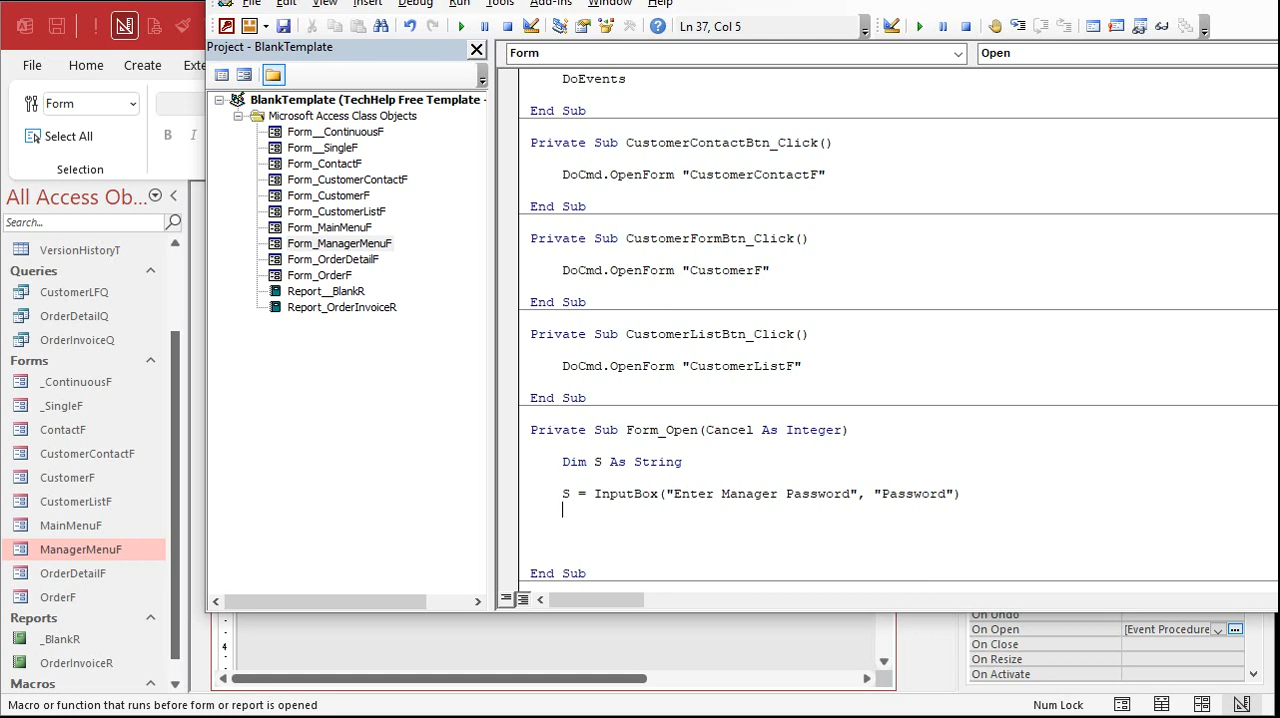 File Edit View Insert Debug Run Tools Add-Ins Window Help
Ln 37, Col 5
Project - BlankTemplate
File Home Create Exte
Form
Select All
B I
Selection
Form
Open
BlankTemplate (TechHelp Free Template -
Microsoft Access Class Objects
Form__ContinuousF
Form__SingleF
Form_ContactF
Form_CustomerContactF
Form_CustomerF
Form_CustomerListF
Form_MainMenuF
Form_ManagerMenuF
Form_OrderDetailF
Form_OrderF
Report__BlankR
Report_OrderInvoiceR
All Access Ob...
Search...
VersionHistoryT
Queries
CustomerLFQ
OrderDetailQ
OrderInvoiceQ
Forms
_ContinuousF
_SingleF
ContactF
CustomerContactF
CustomerF
CustomerListF
MainMenuF
ManagerMenuF
OrderDetailF
OrderF
Reports
_BlankR
OrderInvoiceR
Macros
DoEvents
End Sub
Private Sub CustomerContactBtn_Click()
DoCmd.OpenForm "CustomerContactF"
End Sub
Private Sub CustomerFormBtn_Click()
DoCmd.OpenForm "CustomerF"
End Sub
Private Sub CustomerListBtn_Click()
DoCmd.OpenForm "CustomerListF"
End Sub
Private Sub Form_Open(Cancel As Integer)
Dim S As String
S = InputBox("Enter Manager Password", "Password")
End Sub
4
On Undo
On Open [Event Procedure
On Close
On Resize
On Activate
Macro or function that runs before form or report is opened
Num Lock